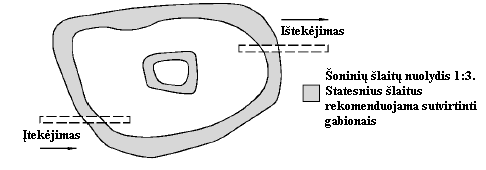 Ištekėjimas
Šoninių šlaitų nuolydis 1:3.
Statesnius šlaitus
rekomenduojama sutvirtinti
gabionais
Įtekėjimas